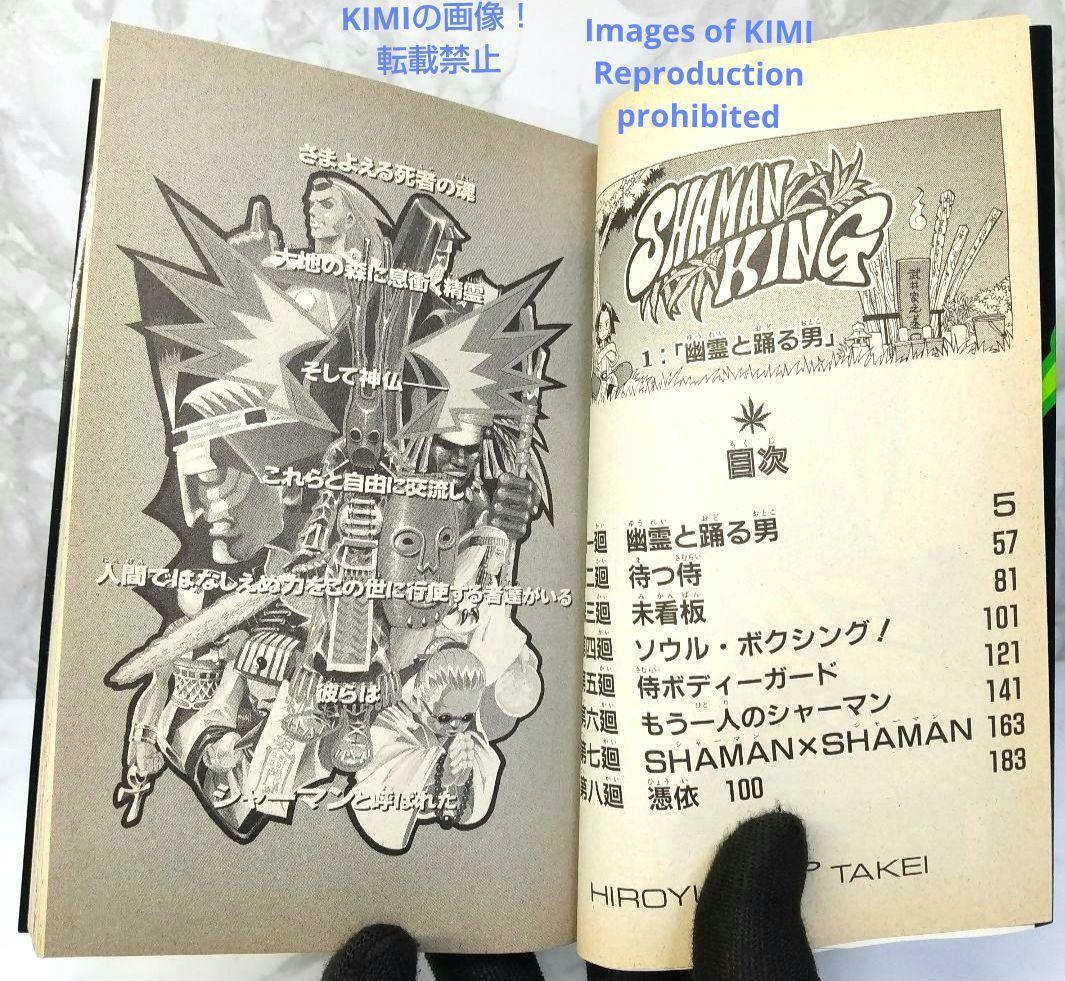 KIMIの画像！
転載禁止
Images of KIMI
Reproduction
prohibited
さまよえる死者の魂
大地の森に息衝く精霊
そして神仏——
これらと自由に交流し
人間ではなしえぬ力をこの世に行使する者達がいる
彼らは
シャーマンと呼ばれた
SHAMAN
KING
1：「幽霊と踊る男」
目次
第一廻 幽霊と踊る男 5
第二廻 待つ侍 57
第三廻 未看板 81
第四廻 ソウル・ボクシング！ 101
第五廻 侍ボディーガード 121
第六廻 もう一人のシャーマン 141
第七廻 SHAMAN×SHAMAN 163
第八廻 憑依 100 183
TAKEI